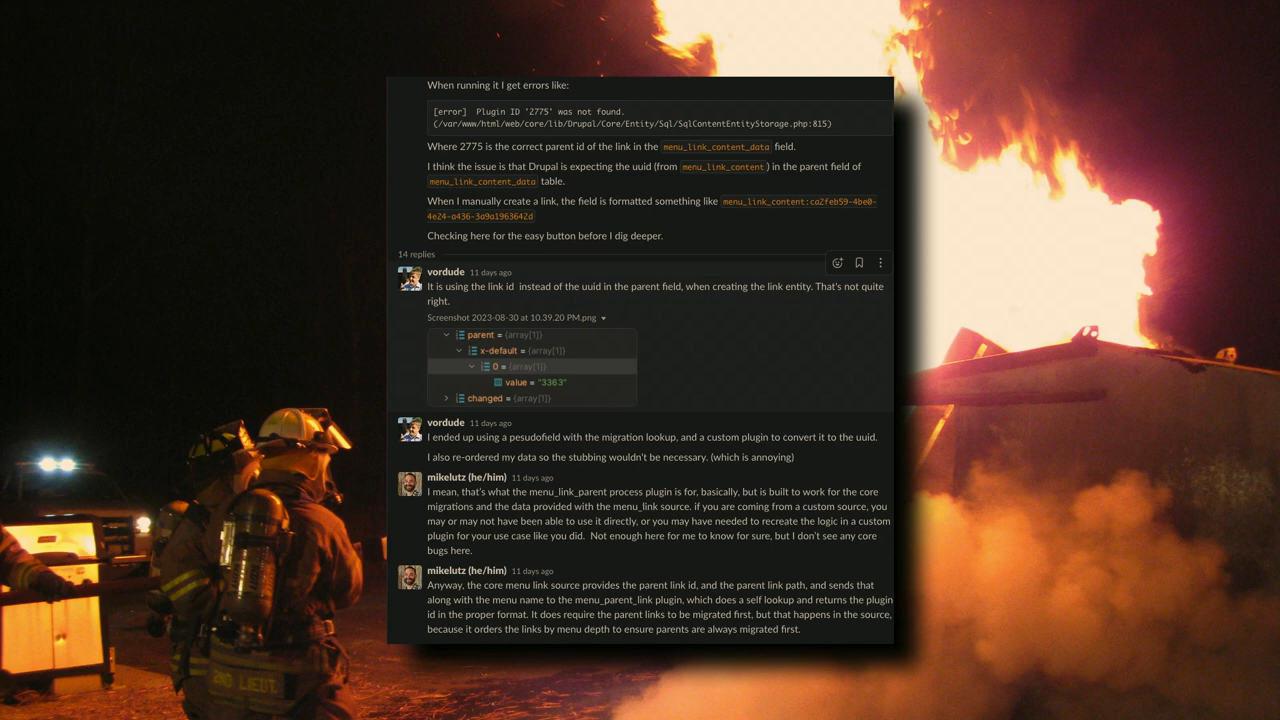 When running it I get errors like:
[error]  Plugin ID '2775' was not found.
(/var/www/html/web/core/lib/Drupal/Core/Entity/Sql/SqlContentEntityStorage.php:815)
Where 2775 is the correct parent id of the link in the menu_link_content_data field.
I think the issue is that Drupal is expecting the uuid (from menu_link_content) in the parent field of
menu_link_content_data table.
When I manually create a link, the field is formatted something like menu_link_content:ca2feb59-4be0-
4e24-a436-3a9a1963642d
Checking here for the easy button before I dig deeper.
14 replies
vordude 11 days ago
It is using the link id  instead of the uuid in the parent field, when creating the link entity. That's not quite
right.
Screenshot 2023-08-30 at 10.39.20 PM.png
parent = {array[1]}
x-default = {array[1]}
0 = {array[1]}
value = "3363"
changed = {array[1]}
vordude 11 days ago
I ended up using a pesudofield with the migration lookup, and a custom plugin to convert it to the uuid.
I also re-ordered my data so the stubbing wouldn't be necessary. (which is annoying)
mikelutz (he/him) 11 days ago
I mean, that's what the menu_link_parent process plugin is for, basically, but is built to work for the core
migrations and the data provided with the menu_link source. if you are coming from a custom source, you
may or may not have been able to use it directly, or you may have needed to recreate the logic in a custom
plugin for your use case like you did.  Not enough here for me to know for sure, but I don't see any core
bugs here.
mikelutz (he/him) 11 days ago
Anyway, the core menu link source provides the parent link id, and the parent link path, and sends that
along with the menu name to the menu_parent_link plugin, which does a self lookup and returns the plugin
id in the proper format. It does require the parent links to be migrated first, but that happens in the source,
because it orders the links by menu depth to ensure parents are always migrated first.
2ND LIEUT.